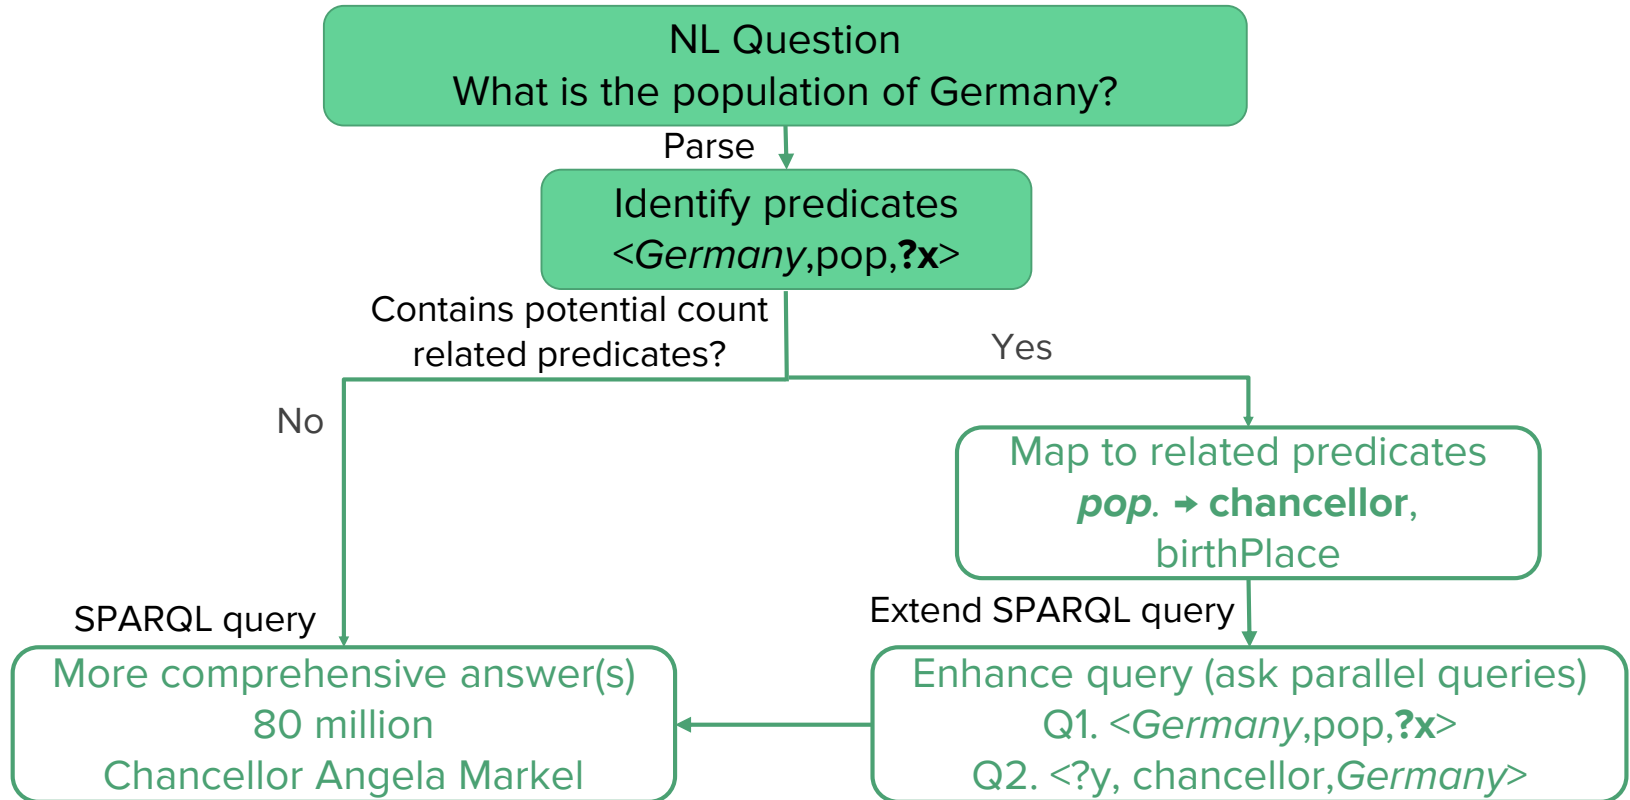 NL Question
What is the population of Germany?
Parse
Identify predicates
<Germany,pop,?x>
Contains potential count
related predicates?
Yes
No
Map to related predicates
pop. → chancellor,
birthPlace
SPARQL query
Extend SPARQL query
More comprehensive answer(s)
80 million
Chancellor Angela Markel
Enhance query (ask parallel queries)
Q1. <Germany,pop,?x>
Q2. <?y, chancellor,Germany>